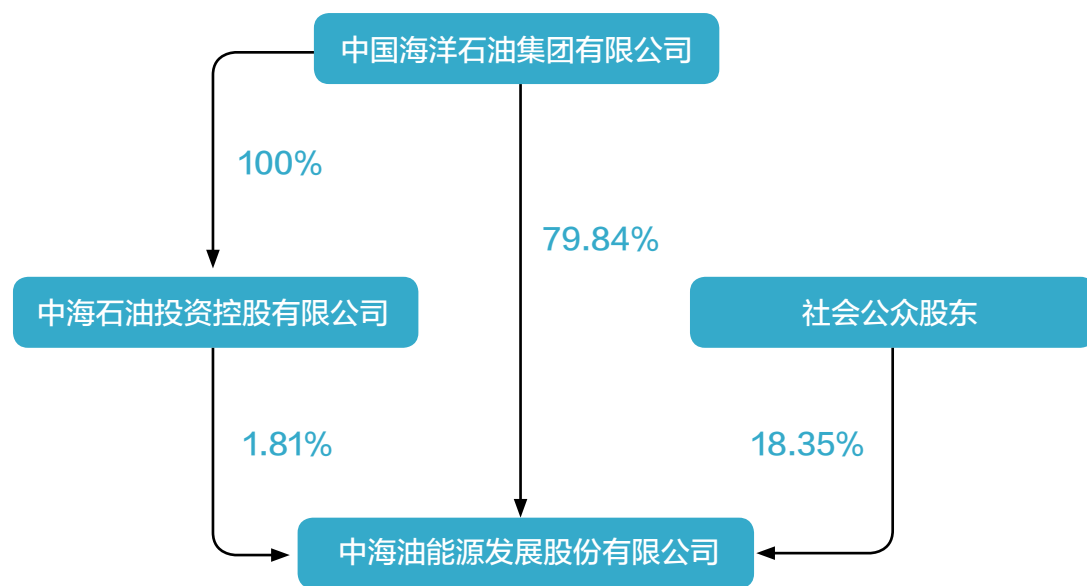 中国海洋石油集团有限公司
100%
79.84%
中海石油投资控股有限公司
社会公众股东
1.81%
18.35%
中海油能源发展股份有限公司